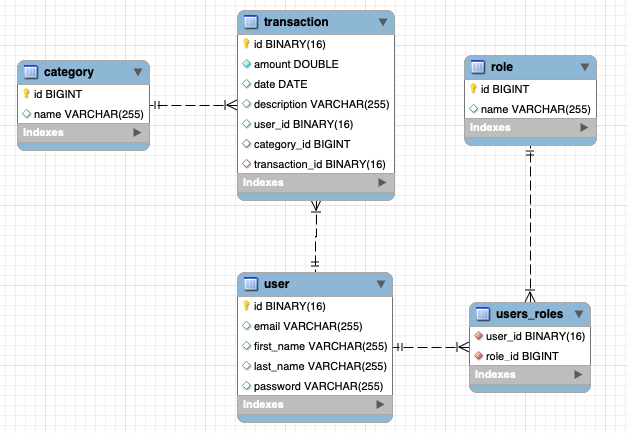 transaction
id BINARY(16)
amount DOUBLE
date DATE
description VARCHAR(255)
user_id BINARY(16)
category_id BIGINT
transaction_id BINARY(16)
Indexes
category
id BIGINT
name VARCHAR(255)
Indexes
role
id BIGINT
name VARCHAR(255)
Indexes
user
id BINARY(16)
email VARCHAR(255)
first_name VARCHAR(255)
last_name VARCHAR(255)
password VARCHAR(255)
Indexes
users_roles
user_id BINARY(16)
role_id BIGINT
Indexes